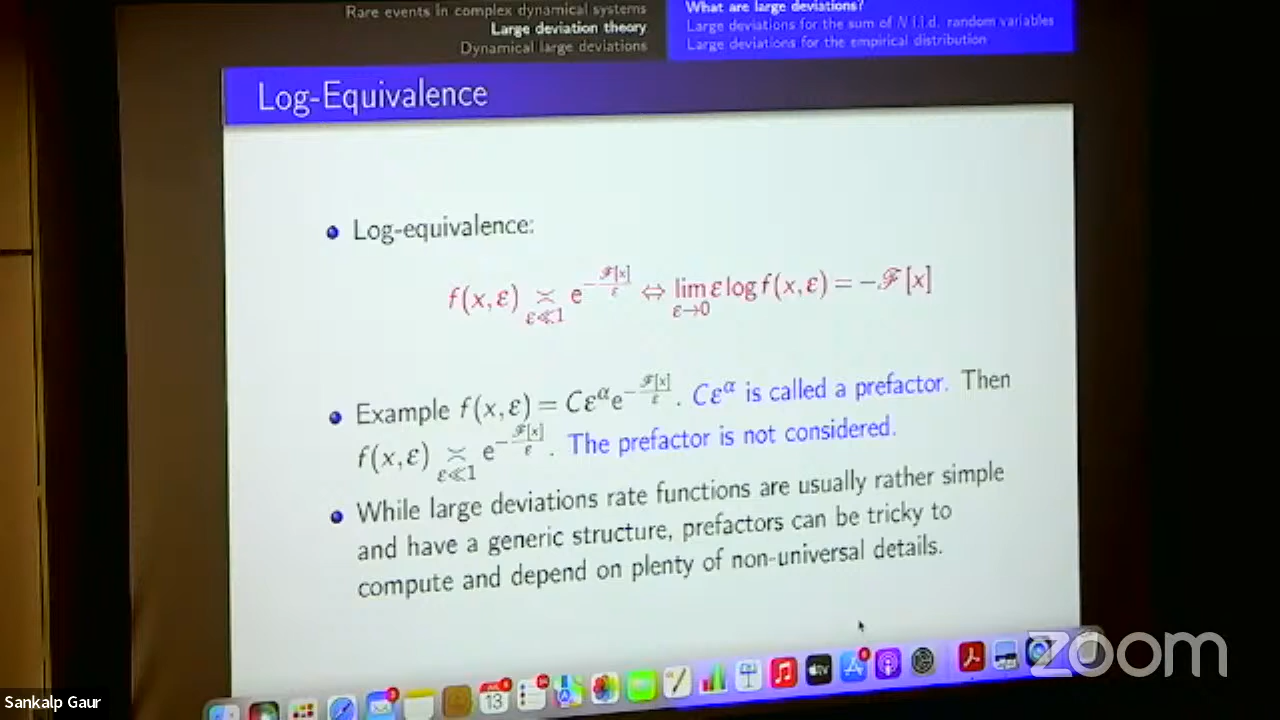 Rare events in complex dynamical systems
Large deviation theory
Dynamical large deviations
What are large deviations?
Large deviations for the sum of N i.i.d. random variables
Large deviations for the empirical distribution
Log-Equivalence
Log-equivalence:
f(x,ε) ≍_{ε≪1} e^{-ℱ[x]/ε} ⇔ lim_{ε→0} ε log f(x,ε) = −ℱ[x]
Example f(x,ε) = Cε^α e^{-ℱ[x]/ε}. Cε^α is called a prefactor. Then
f(x,ε) ≍_{ε≪1} e^{-ℱ[x]/ε}. The prefactor is not considered.
While large deviations rate functions are usually rather simple
and have a generic structure, prefactors can be tricky to
compute and depend on plenty of non-universal details.
13
tv
zoom
Sankalp Gaur